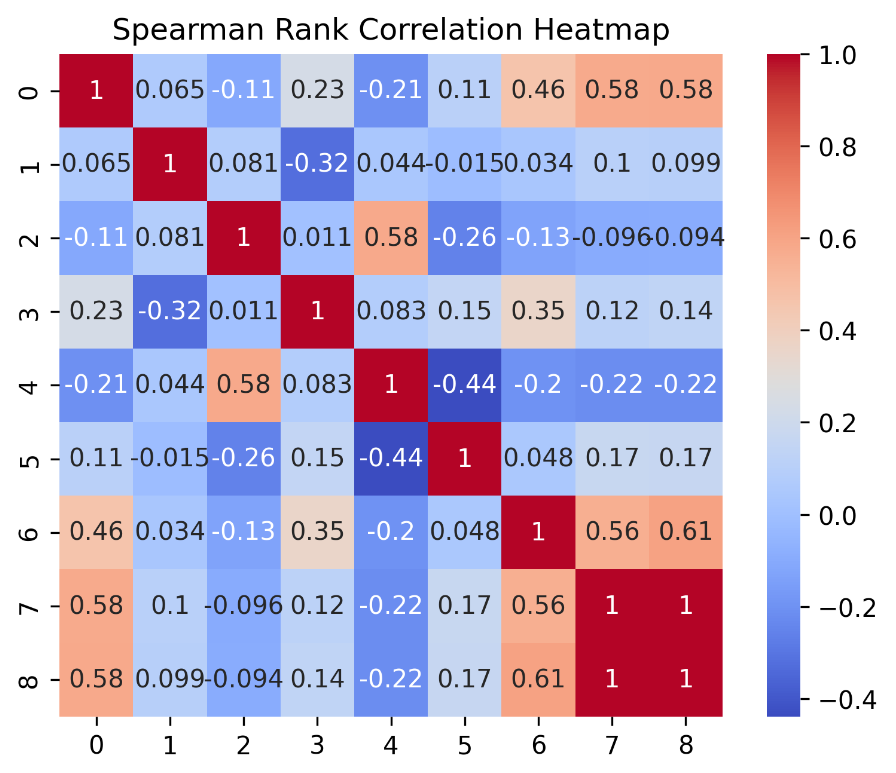 Spearman Rank Correlation Heatmap
0 1 0.065 -0.11 0.23 -0.21 0.11 0.46 0.58 0.58
1 0.065 1 0.081 -0.32 0.044 -0.015 0.034 0.1 0.099
2 -0.11 0.081 1 0.011 0.58 -0.26 -0.13 -0.096 -0.094
3 0.23 -0.32 0.011 1 0.083 0.15 0.35 0.12 0.14
4 -0.21 0.044 0.58 0.083 1 -0.44 -0.2 -0.22 -0.22
5 0.11 -0.015 -0.26 0.15 -0.44 1 0.048 0.17 0.17
6 0.46 0.034 -0.13 0.35 -0.2 0.048 1 0.56 0.61
7 0.58 0.1 -0.096 0.12 -0.22 0.17 0.56 1 1
8 0.58 0.099 -0.094 0.14 -0.22 0.17 0.61 1 1
0 1 2 3 4 5 6 7 8
1.0
0.8
0.6
0.4
0.2
0.0
−0.2
−0.4